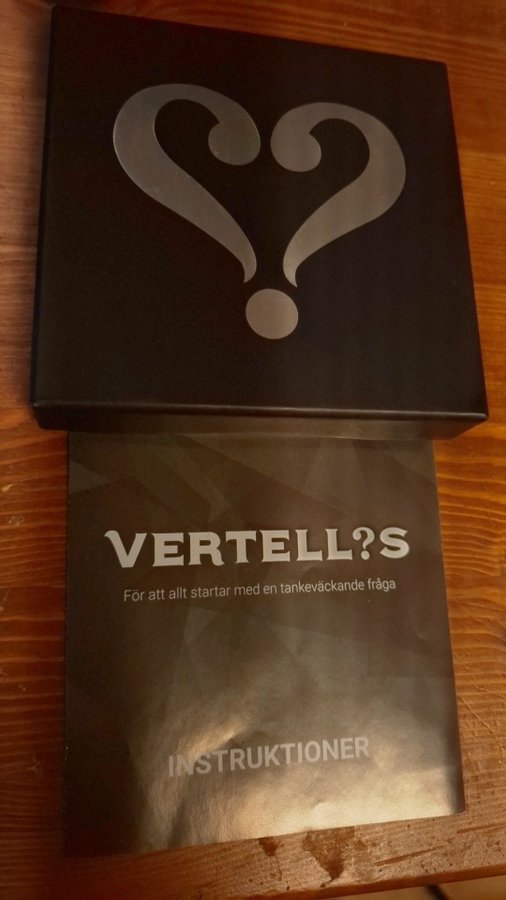 VERTELL?S
För att allt startar med en tankeväckande fråga
INSTRUKTIONER